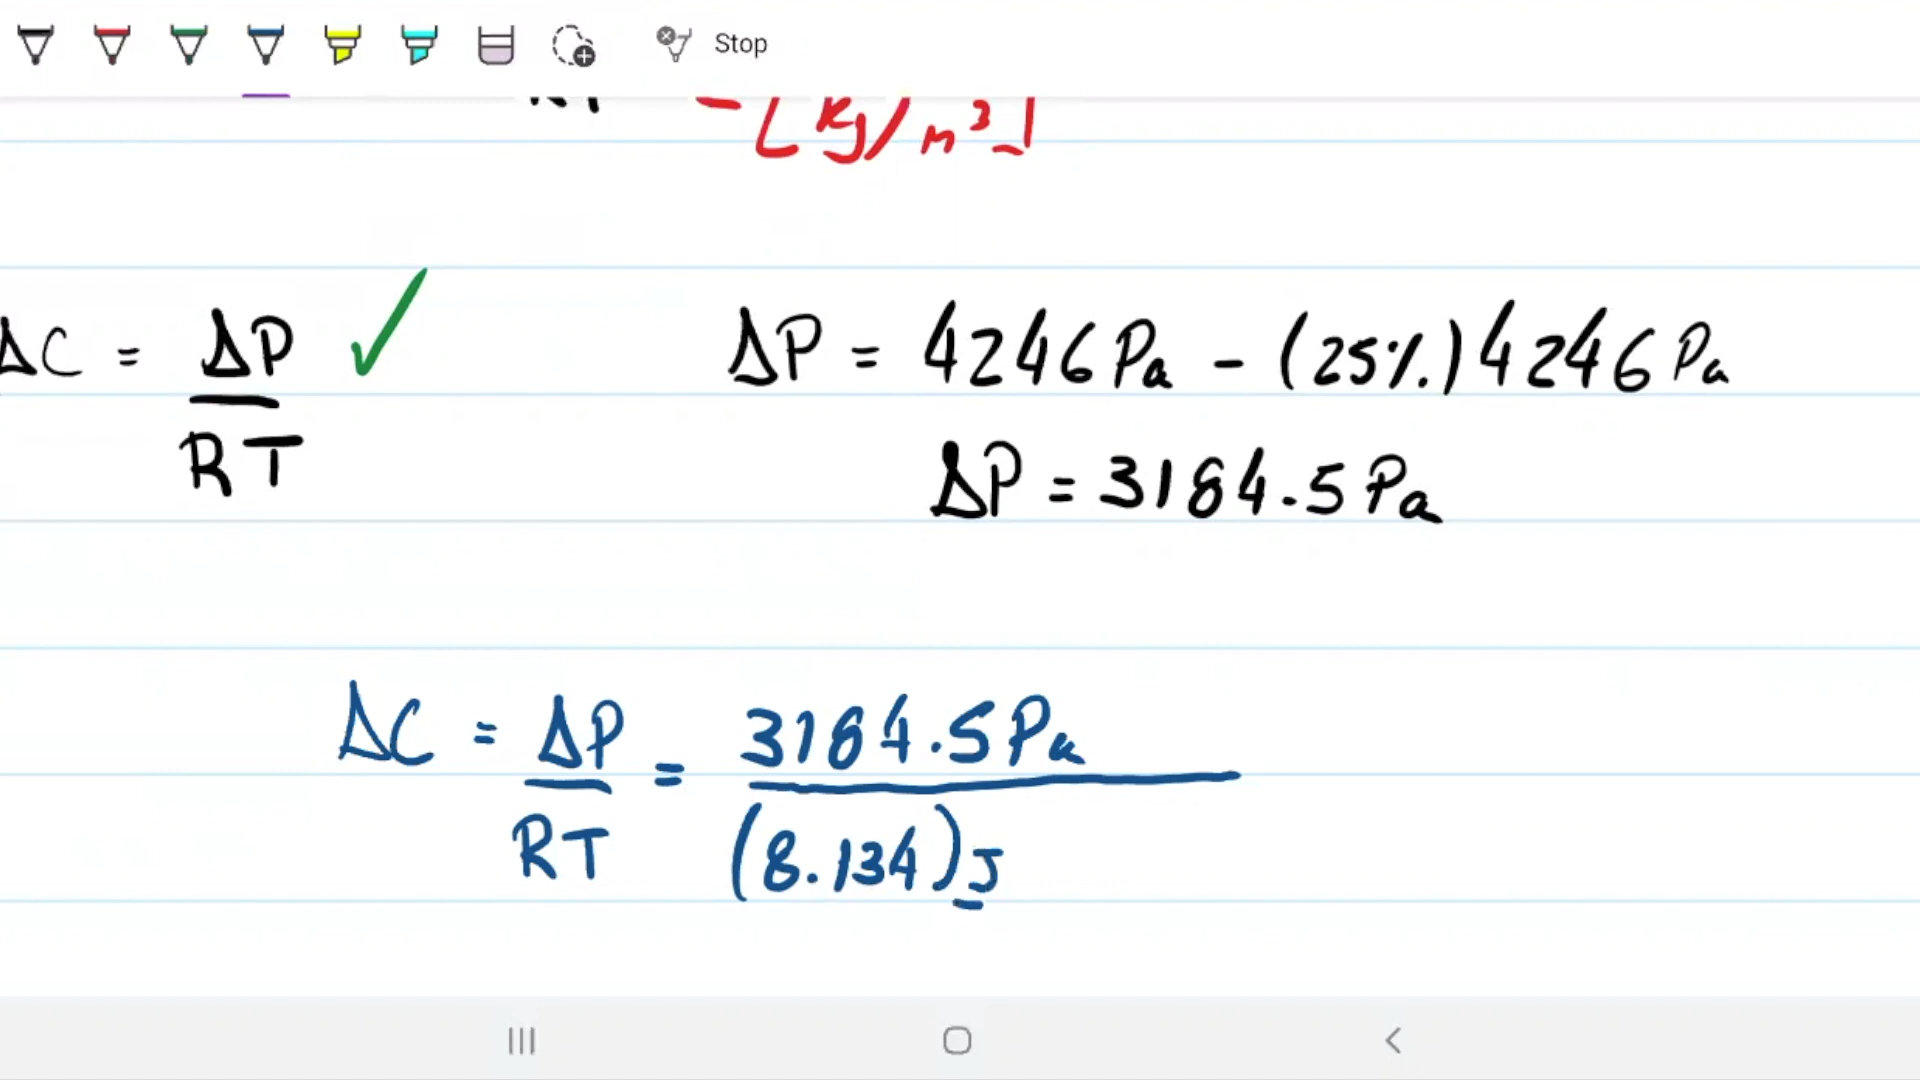 Stop
RT
- [kg/m³]
ΔC = ΔP/RT ✓
ΔP = 4246 Pa - (25%) 4246 Pa
ΔP = 3184.5 Pa
ΔC = ΔP/RT = 3184.5 Pa/(8.134) J